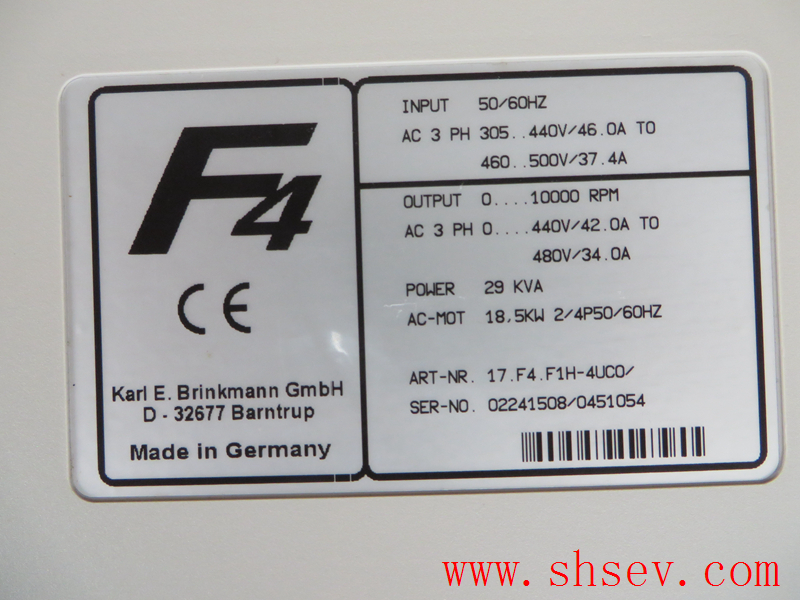 F4
CE
Karl E. Brinkmann GmbH
D - 32677 Barntrup
Made in Germany
INPUT 50/60HZ
AC 3 PH 305..440V/46.0A TO
460..500V/37.4A
OUTPUT 0....10000 RPM
AC 3 PH 0....440V/42.0A TO
480V/34.0A
POWER 29 KVA
AC-MOT 18,5KW 2/4P50/60HZ
ART-NR. 17.F4.F1H-4UC0/
SER-NO. 02241508/0451054
www.shsev.com